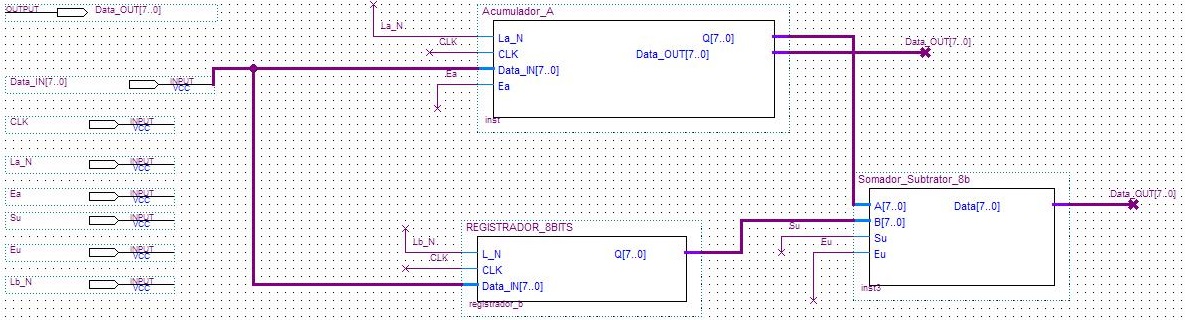 OUTPUT Data_OUT[7..0]
Data_IN[7..0] INPUT VCC
CLK INPUT VCC
La_N INPUT VCC
Ea INPUT VCC
Su INPUT VCC
Eu INPUT VCC
Lb_N INPUT VCC
Acumulador_A
La_N La_N Q[7..0]
CLK CLK Data_OUT[7..0] Data_OUT[7..0]
Data_IN[7..0]
Ea Ea
inst
REGISTRADOR_8BITS
Lb_N L_N Q[7..0]
CLK CLK
Data_IN[7..0]
registrador_b
Somador_Subtrator_8b
A[7..0] Data[7..0] Data_OUT[7..0]
B[7..0]
Su Su
Eu Eu
inst3